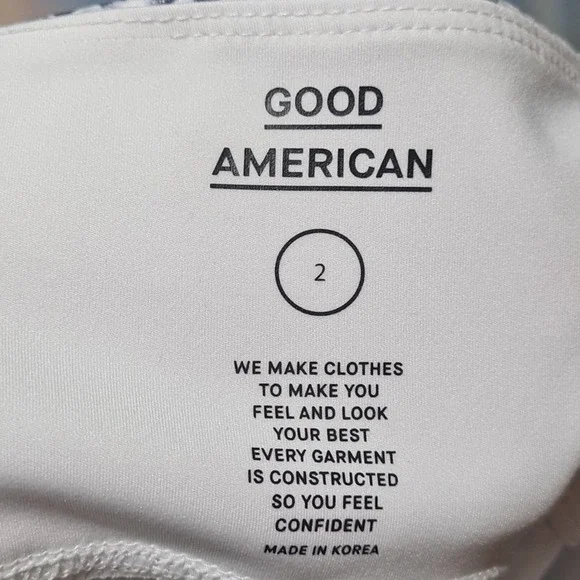 GOOD
AMERICAN
2
WE MAKE CLOTHES
TO MAKE YOU
FEEL AND LOOK
YOUR BEST
EVERY GARMENT
IS CONSTRUCTED
SO YOU FEEL
CONFIDENT
MADE IN KOREA